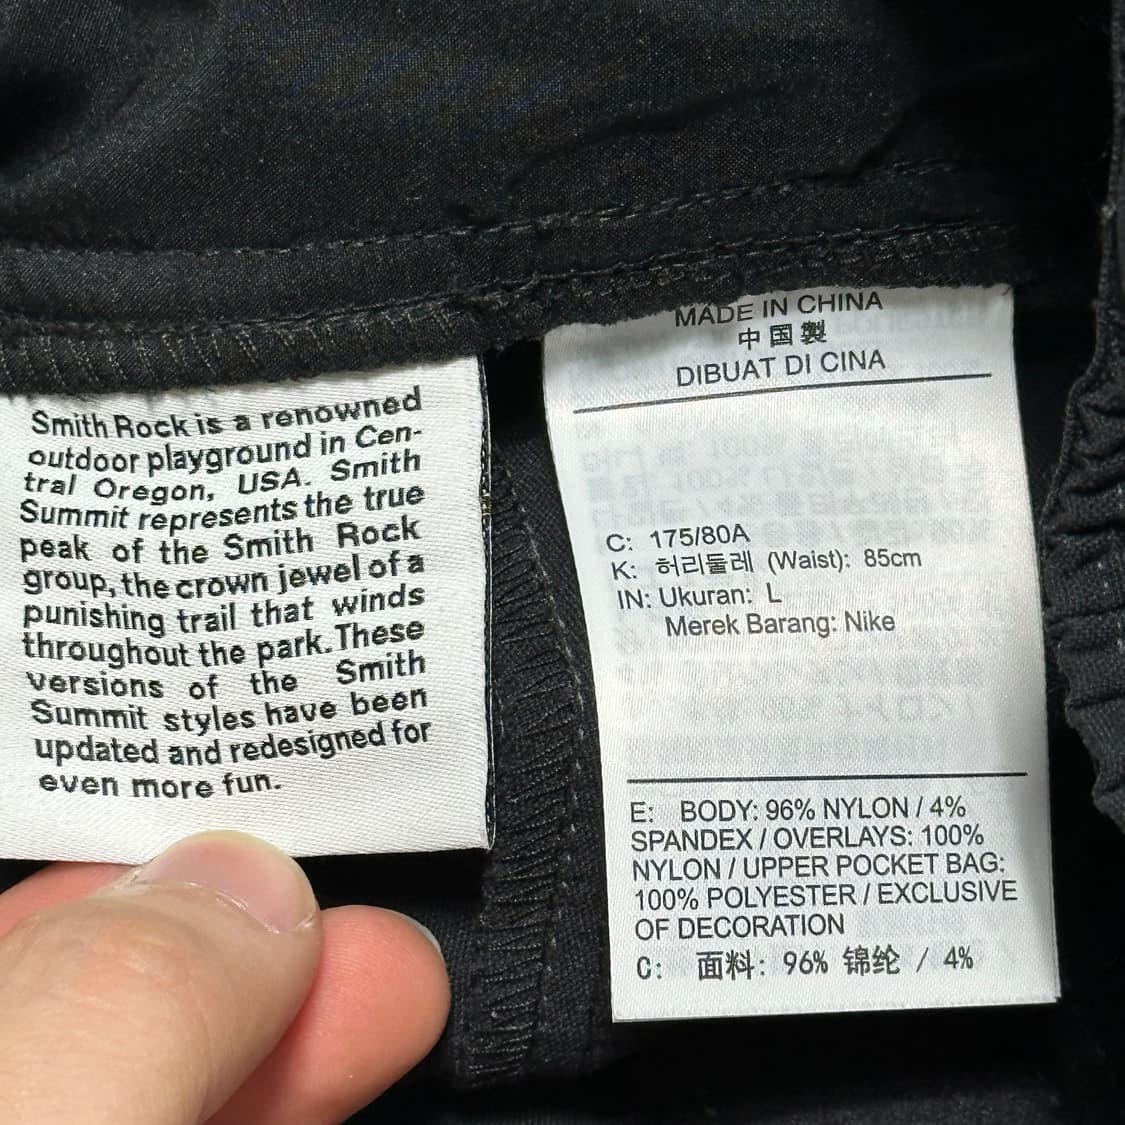 Smith Rock is a renowned
outdoor playground in Cen-
tral Oregon, USA. Smith
Summit represents the true
peak of the Smith Rock
group, the crown jewel of a
punishing trail that winds
throughout the park. These
versions of the Smith
Summit styles have been
updated and redesigned for
even more fun.
MADE IN CHINA
中国製
DIBUAT DI CINA
C: 175/80A
K: 허리둘레 (Waist): 85cm
IN: Ukuran: L
Merek Barang: Nike
E: BODY: 96% NYLON / 4%
SPANDEX / OVERLAYS: 100%
NYLON / UPPER POCKET BAG:
100% POLYESTER / EXCLUSIVE
OF DECORATION
C: 面料: 96% 锦纶 / 4%